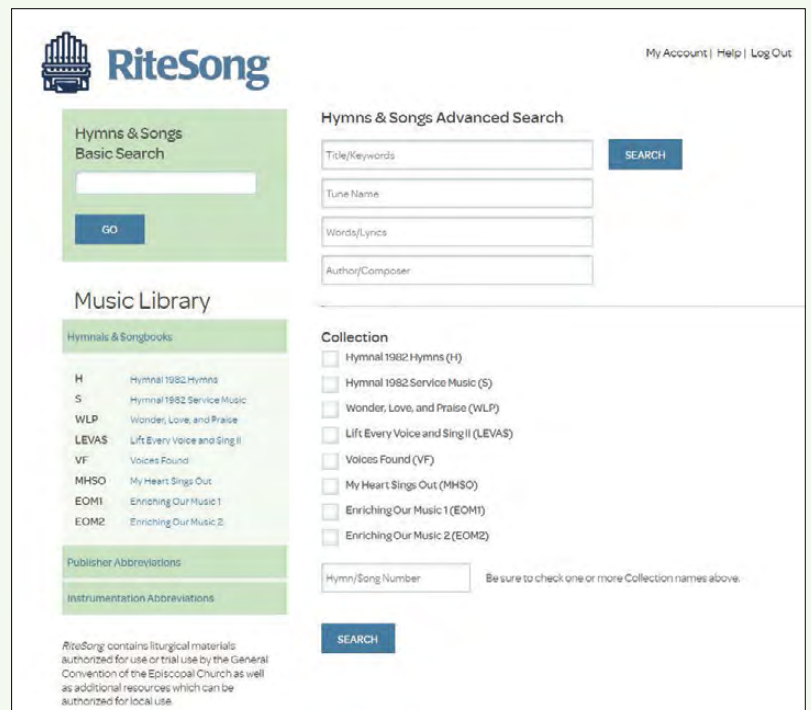 RiteSong
My Account | Help | Log Out
Hymns & Songs
Basic Search
GO
Music Library
Hymnals & Songbooks
H Hymnal 1982 Hymns
S Hymnal 1982 Service Music
WLP Wonder, Love, and Praise
LEVAS Lift Every Voice and Sing II
VF Voices Found
MHSO My Heart Sings Out
EOM1 Enriching Our Music 1
EOM2 Enriching Our Music 2
Publisher Abbreviations
Instrumentation Abbreviations
RiteSong contains liturgical materials
authorized for use or trial use by the General
Convention of the Episcopal Church as well
as additional resources which can be
authorized for local use.
Hymns & Songs Advanced Search
Title/Keywords
SEARCH
Tune Name
Words/Lyrics
Author/Composer
Collection
Hymnal 1982 Hymns (H)
Hymnal 1982 Service Music (S)
Wonder, Love, and Praise (WLP)
Lift Every Voice and Sing II (LEVAS)
Voices Found (VF)
My Heart Sings Out (MHSO)
Enriching Our Music 1 (EOM1)
Enriching Our Music 2 (EOM2)
Hymn/Song Number Be sure to check one or more Collection names above.
SEARCH